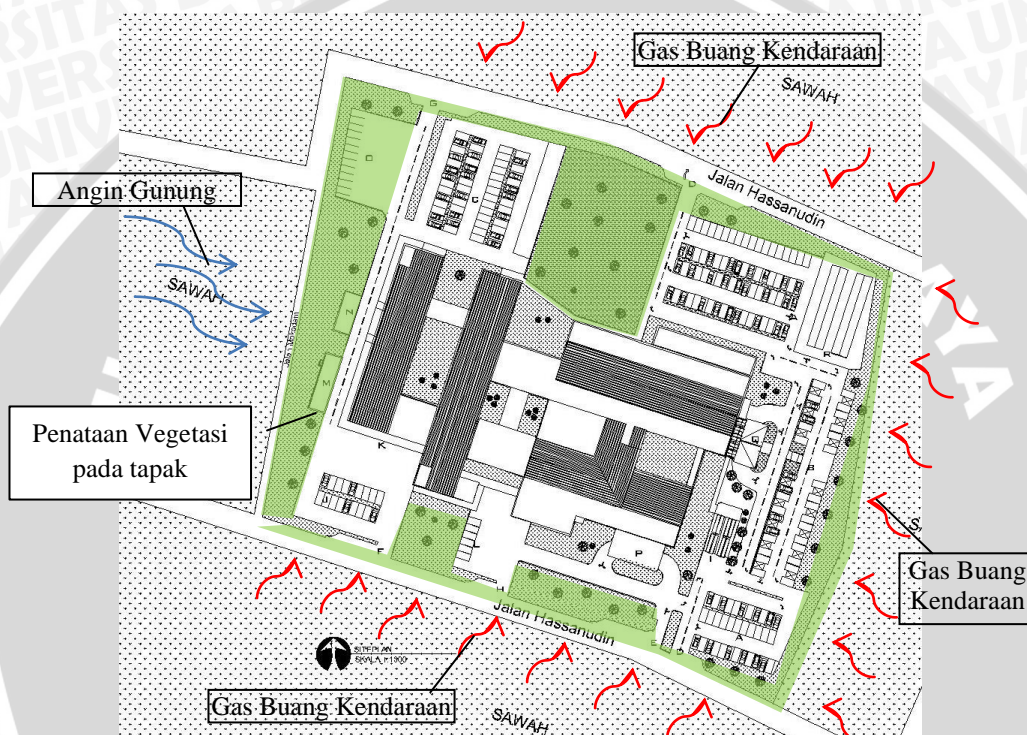 Gas Buang Kendaraan
SAWAH
Angin Gunung
Jalan Hassanudin
SAWAH
Penataan Vegetasi
pada tapak
Gas Buang
Kendaraan
Jalan Hassanudin
SITEPLAN
Gas Buang Kendaraan
SAWAH
G
D
C
N
M
K
B
P
F
H
E
A